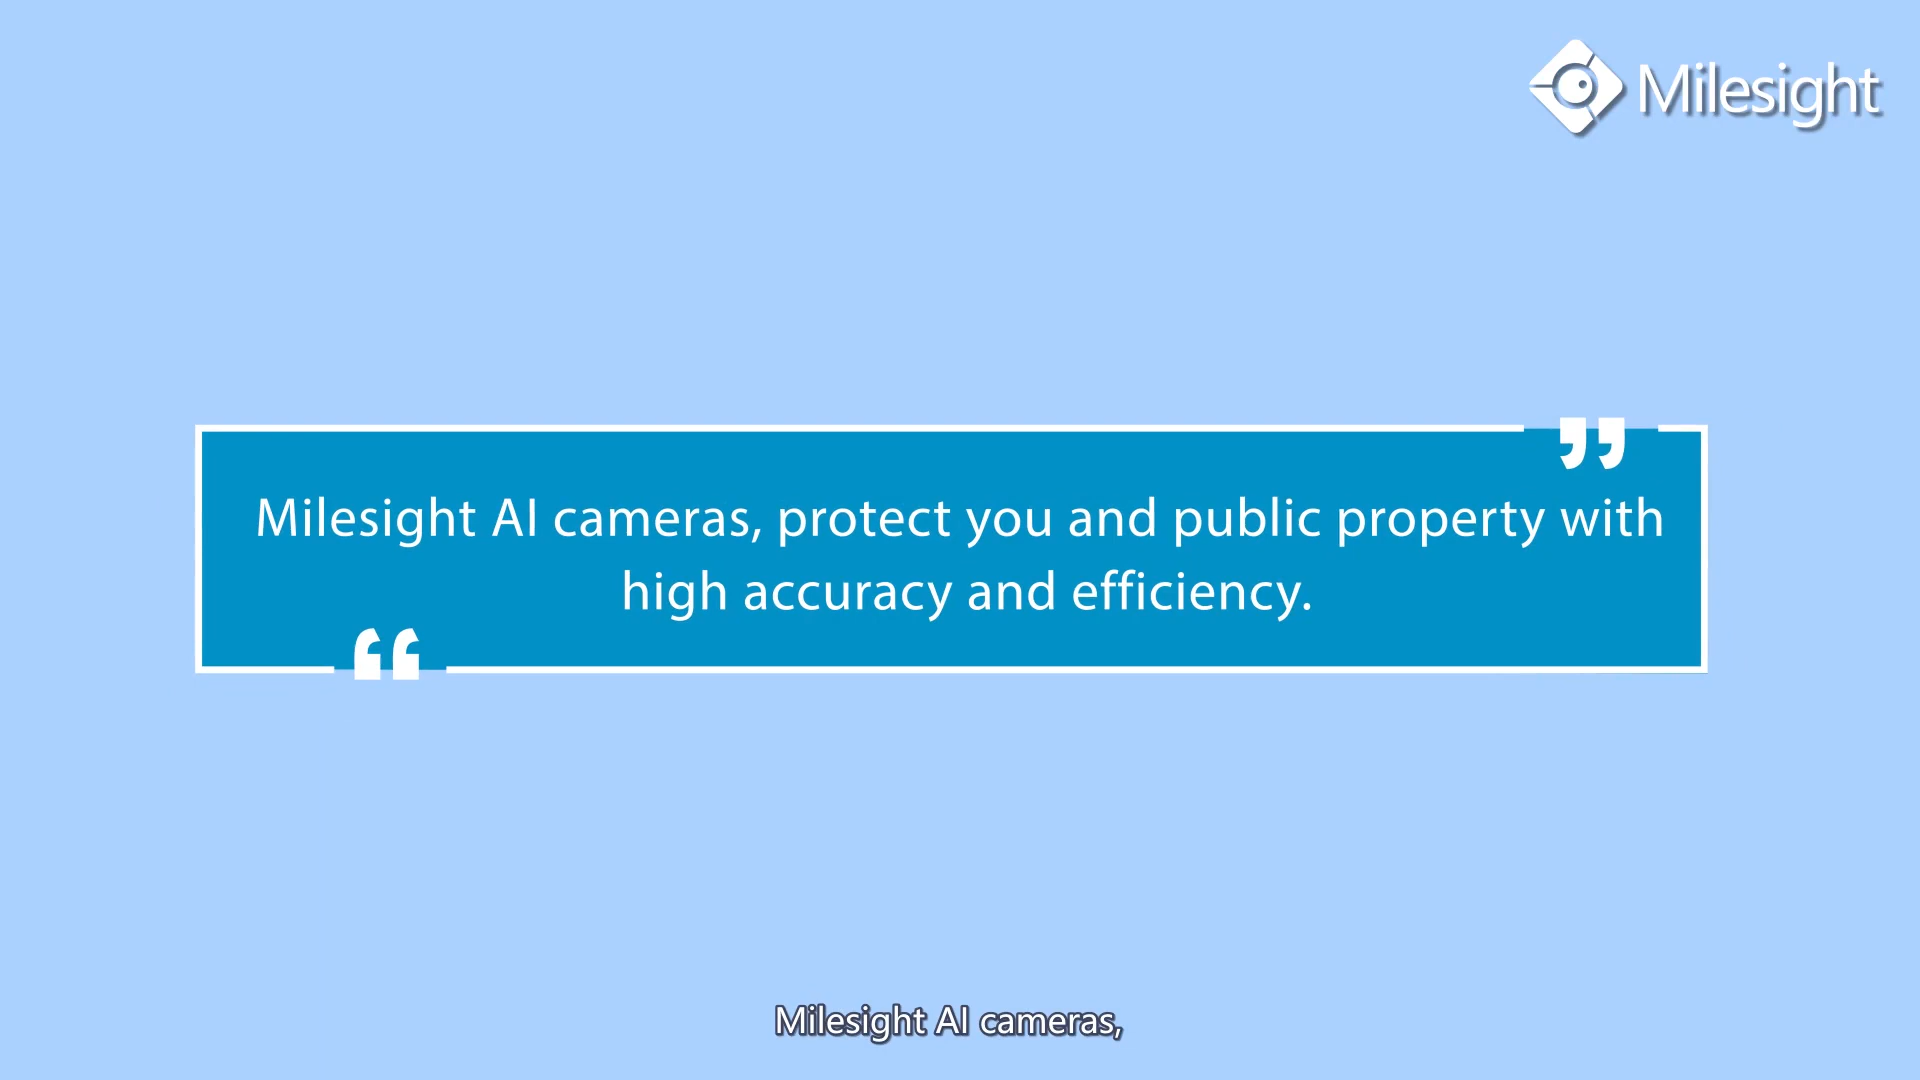 Milesight
Milesight AI cameras, protect you and public property with
high accuracy and efficiency.
Milesight AI cameras,